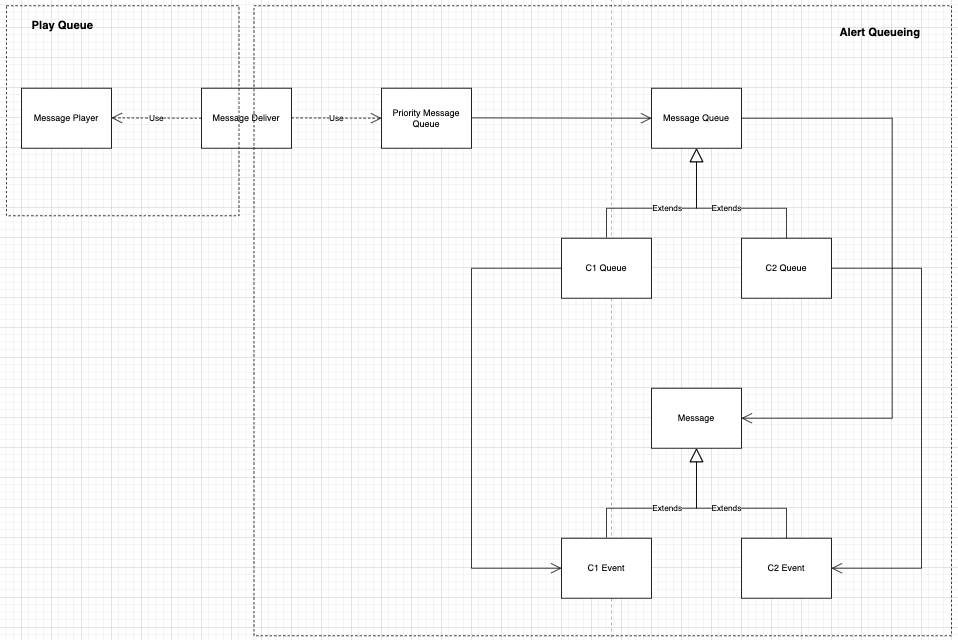 Play Queue
Alert Queueing
Message Player
Use
Message Deliver
Use
Priority Message
Queue
Message Queue
Extends
Extends
C1 Queue
C2 Queue
Message
Extends
Extends
C1 Event
C2 Event